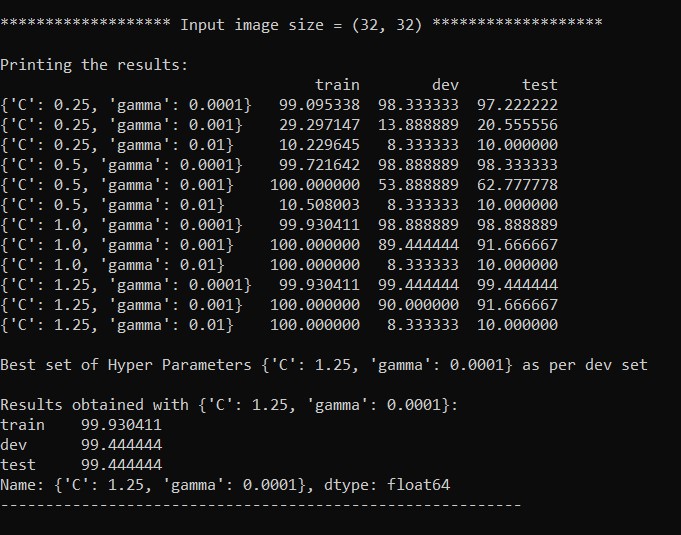 ******************* Input image size = (32, 32) *******************
Printing the results:
train dev test
{'C': 0.25, 'gamma': 0.0001} 99.095338 98.333333 97.222222
{'C': 0.25, 'gamma': 0.001} 29.297147 13.888889 20.555556
{'C': 0.25, 'gamma': 0.01} 10.229645 8.333333 10.000000
{'C': 0.5, 'gamma': 0.0001} 99.721642 98.888889 98.333333
{'C': 0.5, 'gamma': 0.001} 100.000000 53.888889 62.777778
{'C': 0.5, 'gamma': 0.01} 10.508003 8.333333 10.000000
{'C': 1.0, 'gamma': 0.0001} 99.930411 98.888889 98.888889
{'C': 1.0, 'gamma': 0.001} 100.000000 89.444444 91.666667
{'C': 1.0, 'gamma': 0.01} 100.000000 8.333333 10.000000
{'C': 1.25, 'gamma': 0.0001} 99.930411 99.444444 99.444444
{'C': 1.25, 'gamma': 0.001} 100.000000 90.000000 91.666667
{'C': 1.25, 'gamma': 0.01} 100.000000 8.333333 10.000000
Best set of Hyper Parameters {'C': 1.25, 'gamma': 0.0001} as per dev set
Results obtained with {'C': 1.25, 'gamma': 0.0001}:
train 99.930411
dev 99.444444
test 99.444444
Name: {'C': 1.25, 'gamma': 0.0001}, dtype: float64
----------------------------------------------------------